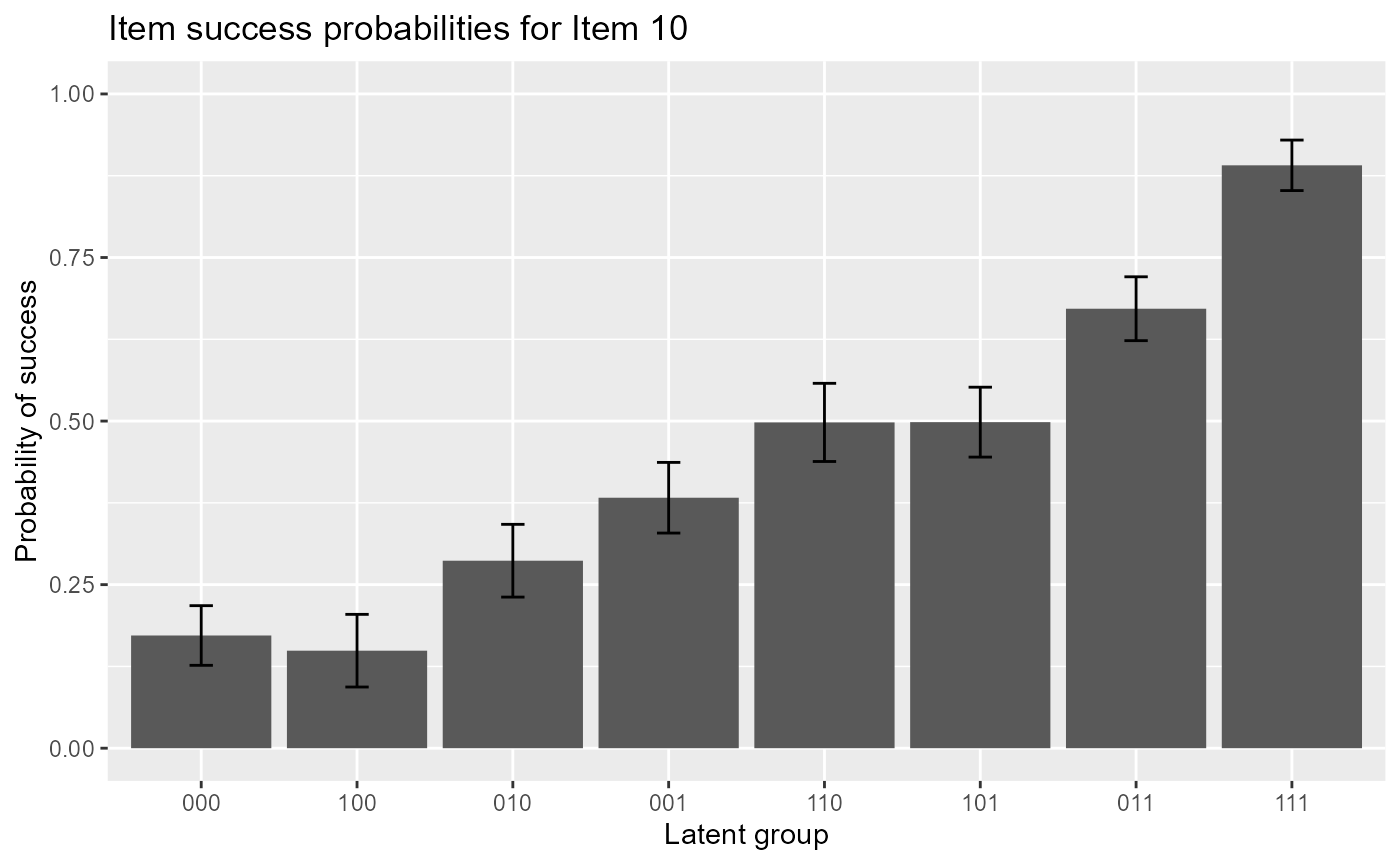 Item success probabilities for Item 10
Probability of success
1.00
0.75
0.50
0.25
0.00
000 100 010 001 110 101 011 111
Latent group